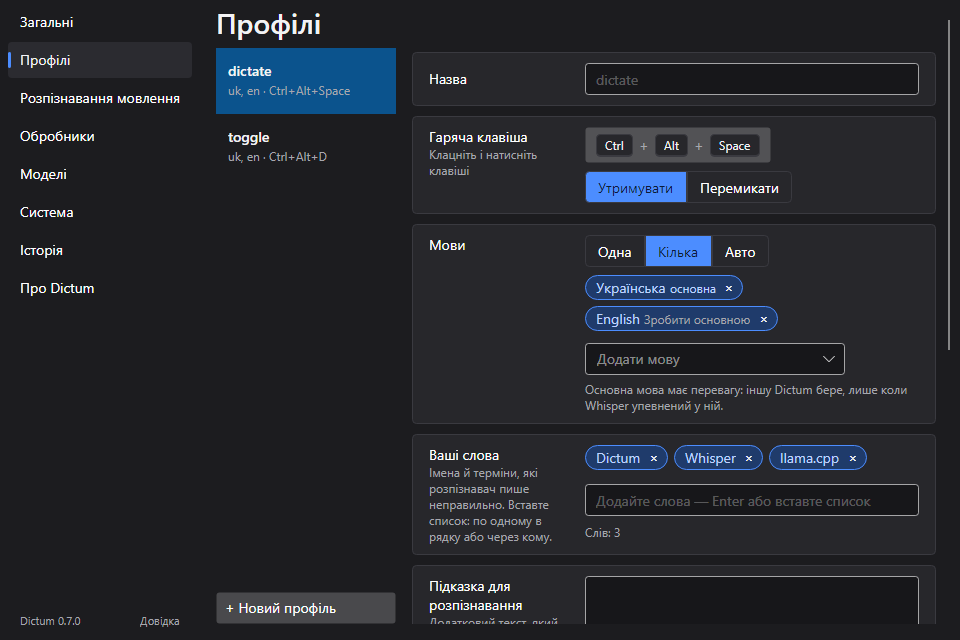 Загальні
Профілі
Розпізнавання мовлення
Обробники
Моделі
Система
Історія
Про Dictum
Dictum 0.7.0
Довідка
Профілі
dictate
uk, en · Ctrl+Alt+Space
toggle
uk, en · Ctrl+Alt+D
+ Новий профіль
Назва
dictate
Гаряча клавіша
Клацніть і натисніть
клавіші
Ctrl + Alt + Space
Утримувати Перемикати
Мови
Одна Кілька Авто
Українська основна ×
English Зробити основною ×
Додати мову
Основна мова має перевагу: іншу Dictum бере, лише коли
Whisper упевнений у ній.
Ваші слова
Імена й терміни, які
розпізнавач пише
неправильно. Вставте
список: по одному в
рядку або через кому.
Dictum × Whisper × llama.cpp ×
Додайте слова — Enter або вставте список
Слів: 3
Підказка для
розпізнавання
Додатковий текст, який